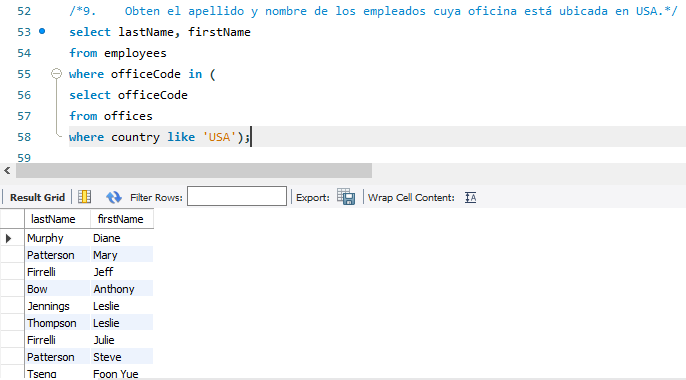 52 /*9. Obten el apellido y nombre de los empleados cuya oficina está ubicada en USA.*/
53 select lastName, firstName
54 from employees
55 where officeCode in (
56 select officeCode
57 from offices
58 where country like 'USA');
59
Result Grid Filter Rows: Export: Wrap Cell Content:
lastName firstName
Murphy Diane
Patterson Mary
Firrelli Jeff
Bow Anthony
Jennings Leslie
Thompson Leslie
Firrelli Julie
Patterson Steve
Tseng Foon Yue